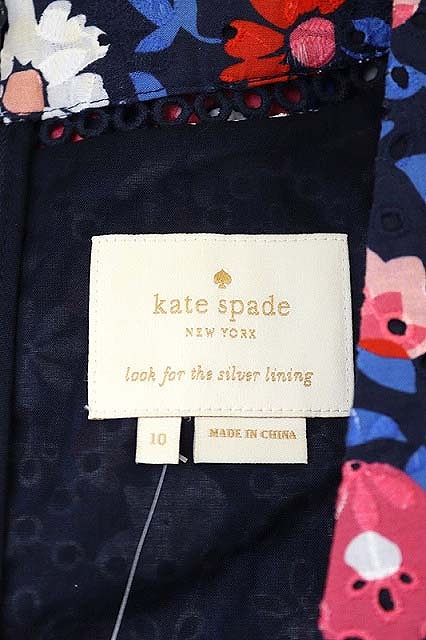 kate spade
NEW YORK
look for the silver lining
10
MADE IN CHINA